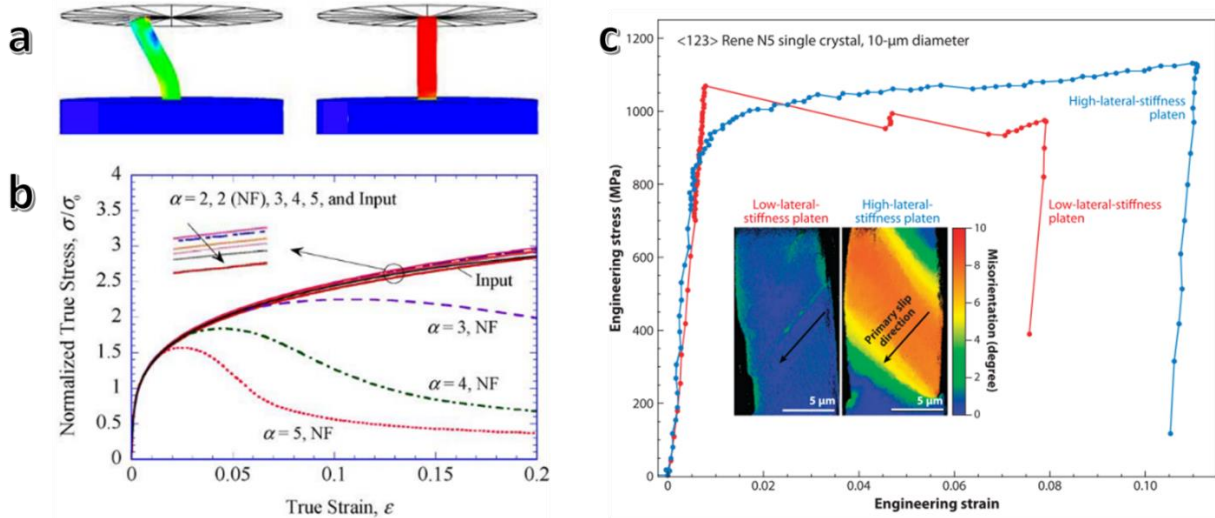 a
b
4
3.5
3
2.5
2
1.5
1
0.5
0
Normalized True Stress, σ/σ₀
α = 2, 2 (NF), 3, 4, 5, and Input
Input
α = 3, NF
α = 4, NF
α = 5, NF
0
0.05
0.1
0.15
0.2
True Strain, ε
c
<123> Rene N5 single crystal, 10-μm diameter
1200
1000
800
600
400
200
0
Engineering stress (MPa)
High-lateral-stiffness
platen
Low-lateral-stiffness
platen
Low-lateral-
stiffness platen
High-lateral-
stiffness platen
Primary slip
direction
5 μm
5 μm
10
8
6
4
2
0
Misorientation (degree)
0
0.02
0.04
0.06
0.08
0.10
Engineering strain